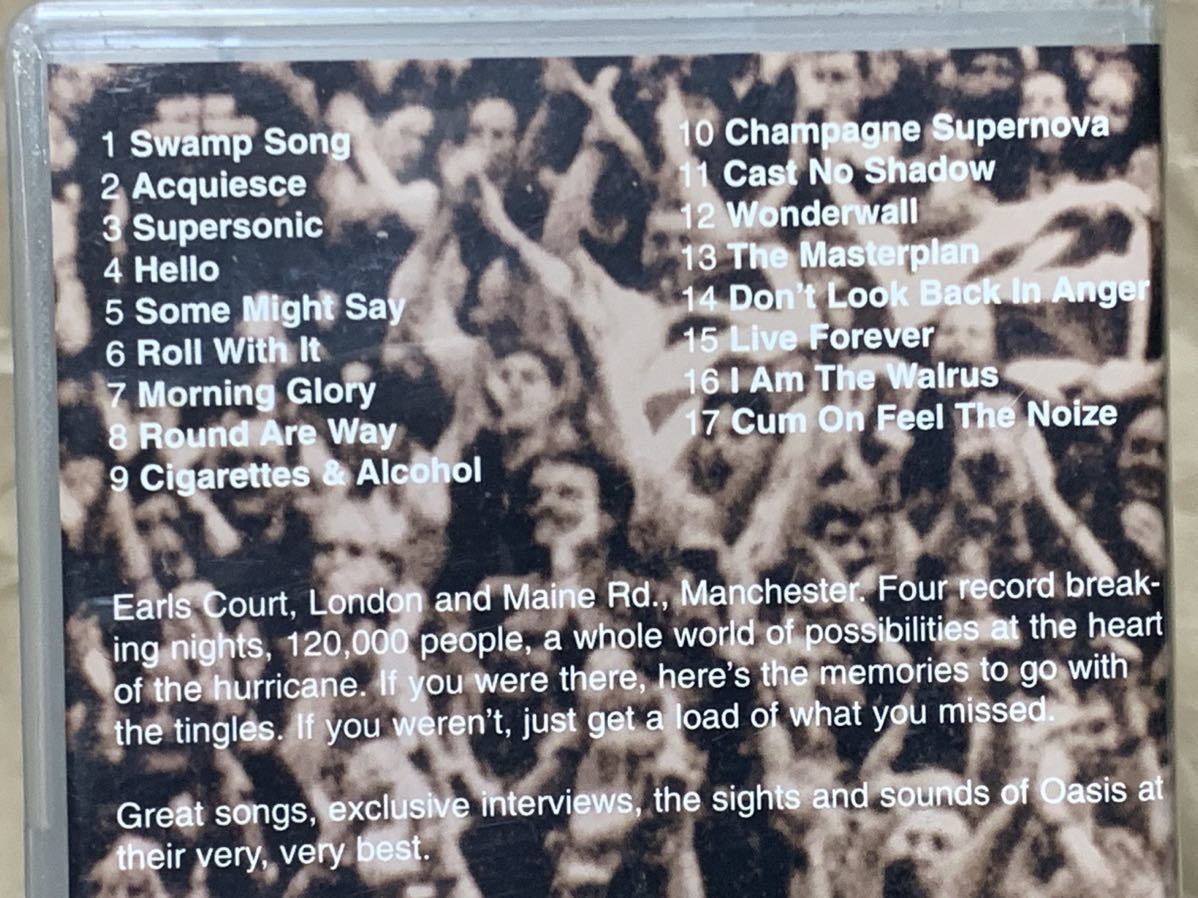 1 Swamp Song
2 Acquiesce
3 Supersonic
4 Hello
5 Some Might Say
6 Roll With It
7 Morning Glory
8 Round Are Way
9 Cigarettes & Alcohol
10 Champagne Supernova
11 Cast No Shadow
12 Wonderwall
13 The Masterplan
14 Don't Look Back In Anger
15 Live Forever
16 I Am The Walrus
17 Cum On Feel The Noize
Earls Court, London and Maine Rd., Manchester. Four record break-
ing nights, 120,000 people, a whole world of possibilities at the heart
of the hurricane. If you were there, here's the memories to go with
the tingles. If you weren't, just get a load of what you missed.
Great songs, exclusive interviews, the sights and sounds of Oasis at
their very, very best.